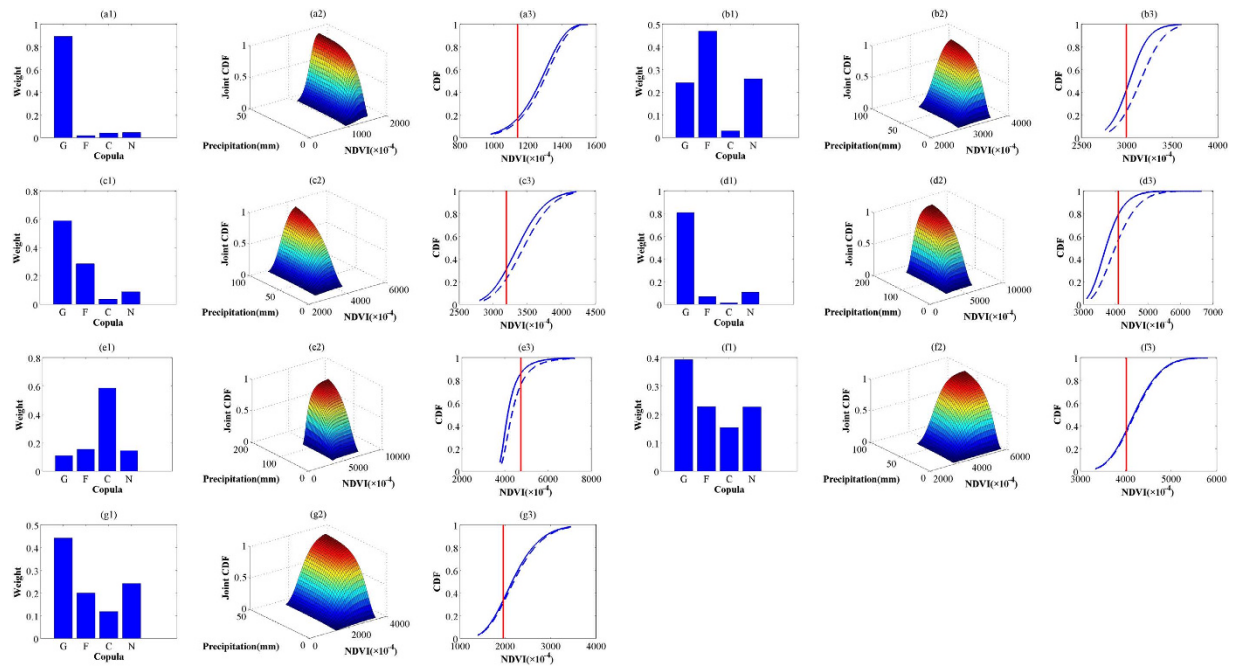 (a1)
Weight
1
0.8
0.6
0.4
0.2
0
G F C N
Copula
(a2)
Joint CDF
1
0.5
0
50
0
Precipitation(mm)
0
1000
2000
NDVI(×10⁻⁴)
(a3)
CDF
1
0.8
0.6
0.4
0.2
0
800 1000 1200 1400 1600
NDVI(×10⁻⁴)
(b1)
Weight
0.5
0.4
0.3
0.2
0.1
0
G F C N
Copula
(b2)
Joint CDF
1
0.5
0
100
50
0
Precipitation(mm)
2000
3000
4000
NDVI(×10⁻⁴)
(b3)
CDF
1
0.8
0.6
0.4
0.2
0
2500 3000 3500 4000
NDVI(×10⁻⁴)
(c1)
Weight
0.8
0.6
0.4
0.2
0
G F C N
Copula
(c2)
Joint CDF
1
0.5
0
100
50
0
Precipitation(mm)
2000
4000
6000
NDVI(×10⁻⁴)
(c3)
CDF
1
0.8
0.6
0.4
0.2
0
2500 3000 3500 4000 4500
NDVI(×10⁻⁴)
(d1)
Weight
1
0.8
0.6
0.4
0.2
0
G F C N
Copula
(d2)
Joint CDF
1
0.5
0
200
100
0
Precipitation(mm)
0
5000
10000
NDVI(×10⁻⁴)
(d3)
CDF
1
0.8
0.6
0.4
0.2
0
3000 4000 5000 6000 7000
NDVI(×10⁻⁴)
(e1)
Weight
0.8
0.6
0.4
0.2
0
G F C N
Copula
(e2)
Joint CDF
1
0.5
0
200
100
0
Precipitation(mm)
0
5000
10000
NDVI(×10⁻⁴)
(e3)
CDF
1
0.8
0.6
0.4
0.2
0
2000 4000 6000 8000
NDVI(×10⁻⁴)
(f1)
Weight
0.4
0.3
0.2
0.1
0
G F C N
Copula
(f2)
Joint CDF
1
0.5
0
100
50
0
Precipitation(mm)
2000
4000
6000
NDVI(×10⁻⁴)
(f3)
CDF
1
0.8
0.6
0.4
0.2
0
3000 4000 5000 6000
NDVI(×10⁻⁴)
(g1)
Weight
0.5
0.4
0.3
0.2
0.1
0
G F C N
Copula
(g2)
Joint CDF
1
0.5
0
50
0
Precipitation(mm)
0
2000
4000
NDVI(×10⁻⁴)
(g3)
CDF
1
0.8
0.6
0.4
0.2
0
1000 2000 3000 4000
NDVI(×10⁻⁴)